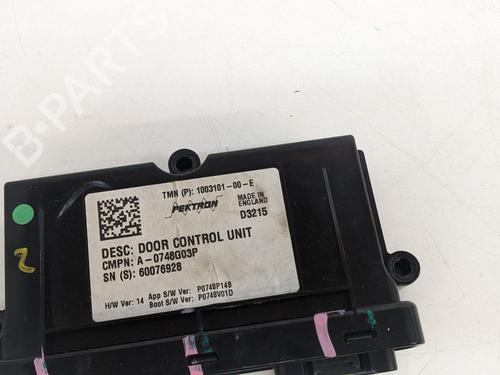 TMN (P): 1003101-00-E
PEKTRON
MADE IN
ENGLAND
D3215
DESC: DOOR CONTROL UNIT
CMPN: A-0748G03P
SN (S): 60076928
H/W Ver: 14 App S/W Ver: P0748P14B
Boot S/W Ver: P0748V01D
2
B-PARTS